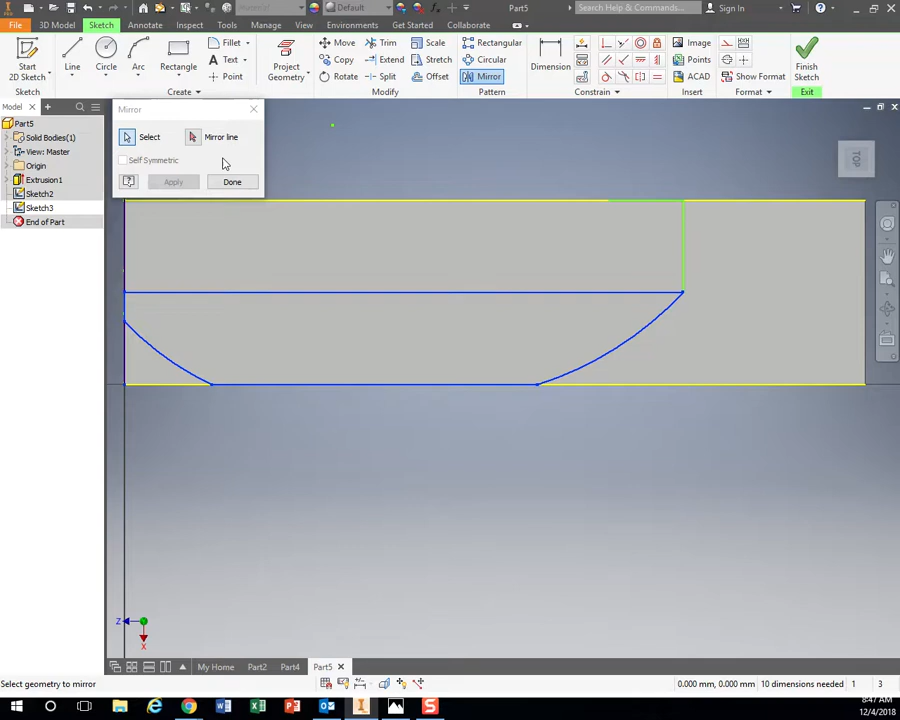 Material
Default
Part5
Search Help & Commands...
Sign In
File 3D Model Sketch Annotate Inspect Tools Manage View Environments Get Started Collaborate
Start
2D Sketch
Line
Circle
Arc
Rectangle
Fillet
Text
Point
Project
Geometry
Move
Copy
Rotate
Trim
Extend
Split
Scale
Stretch
Offset
Rectangular
Circular
Mirror
Dimension
Image
Points
ACAD
Show Format
Finish
Sketch
Create
Modify
Pattern
Constrain
Insert
Format
Exit
Model
Part5
Solid Bodies(1)
View: Master
Origin
Extrusion1
Sketch2
Sketch3
End of Part
Mirror
Select
Mirror line
Self Symmetric
Apply
Done
TOP
Z
X
My Home Part2 Part4 Part5
Select geometry to mirror
0.000 mm, 0.000 mm 10 dimensions needed 1 3
8:47 AM
12/4/2018